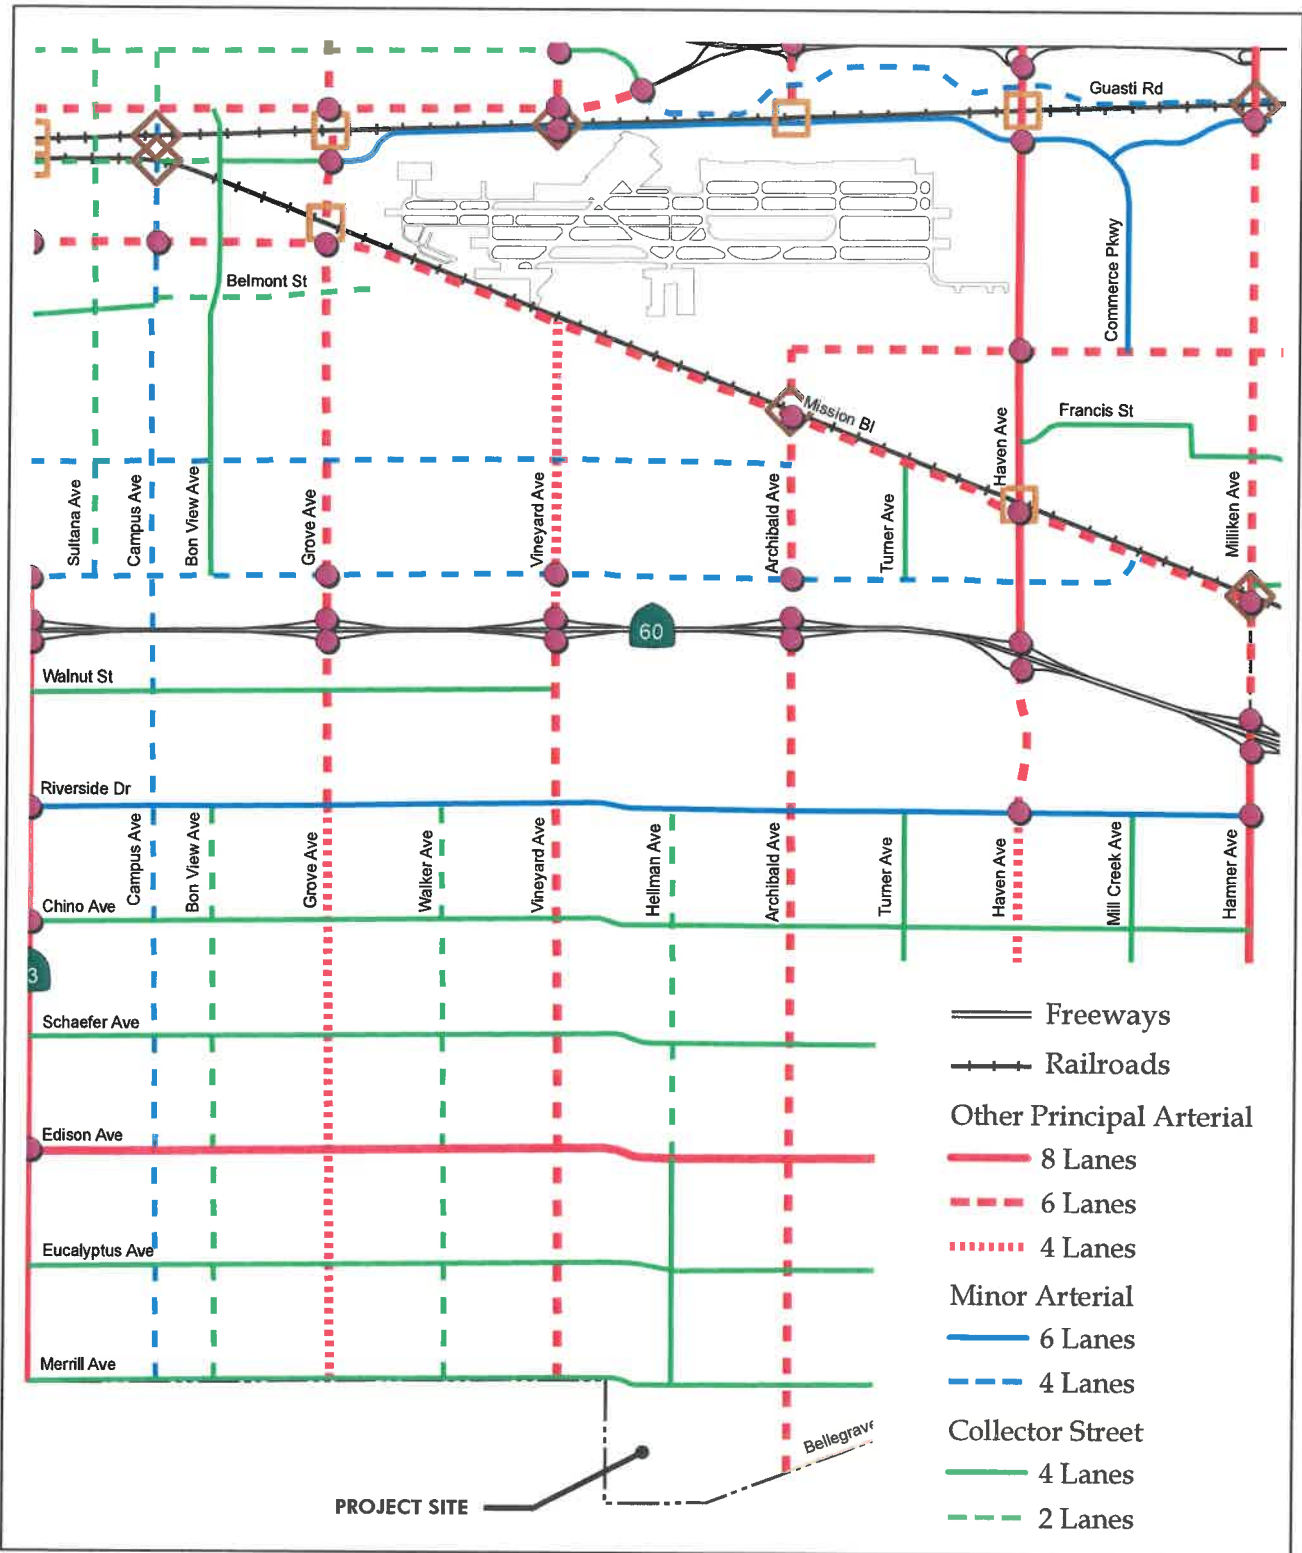 Guasti Rd
Commerce Pkwy
Belmont St
Mission Bl
Francis St
Sultana Ave
Campus Ave
Bon View Ave
Grove Ave
Vineyard Ave
Archibald Ave
Turner Ave
Haven Ave
Milliken Ave
60
Walnut St
Riverside Dr
Campus Ave
Bon View Ave
Grove Ave
Walker Ave
Vineyard Ave
Hellman Ave
Archibald Ave
Turner Ave
Haven Ave
Mill Creek Ave
Hamner Ave
Chino Ave
3
Schaefer Ave
Edison Ave
Eucalyptus Ave
Merrill Ave
Bellegrave
PROJECT SITE
Freeways
Railroads
Other Principal Arterial
8 Lanes
6 Lanes
4 Lanes
Minor Arterial
6 Lanes
4 Lanes
Collector Street
4 Lanes
2 Lanes